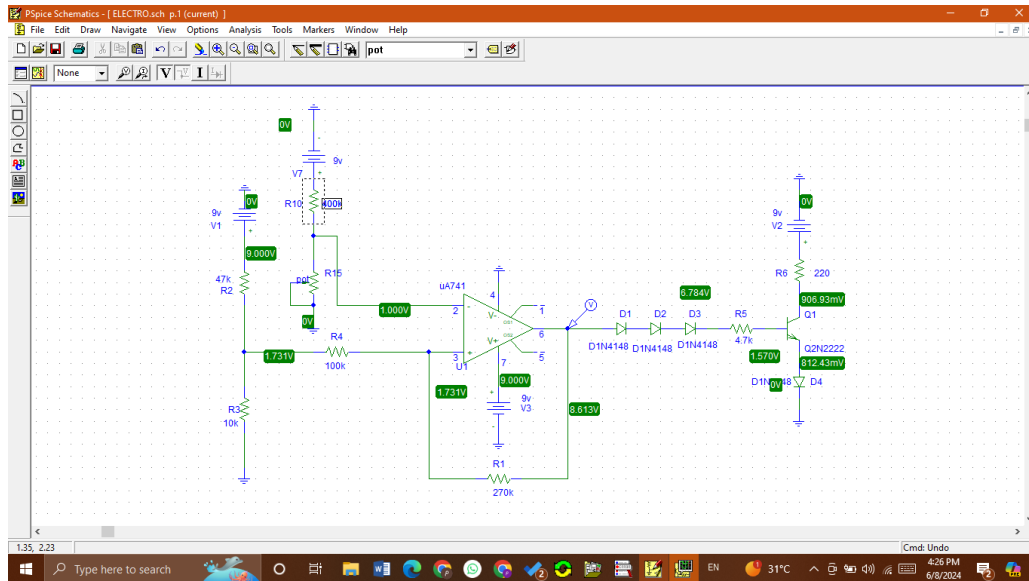 PSpice Schematics - [ ELECTRO.sch p.1 (current) ]
File Edit Draw Navigate View Options Analysis Tools Markers Window Help
pot
None
V V I
0V
9v
V7
R10 400k
9v
V1
0V
9.000V
47k
R2
pot R15
0V
1.000V
1.731V
R4
100k
R3
10k
uA741
2
-
4
V-
OS1
1
6
OS2
5
3
+
V+
7
U1
1.731V
9.000V
9v
V3
R1
270k
8.613V
V
D1 D2 D3
D1N4148 D1N4148 D1N4148
6.784V
R5
4.7k
1.570V
9v
V2
0V
R6 220
906.93mV
Q1
Q2N2222
812.43mV
D1N 48 D4
0V
1.35, 2.23
Cmd: Undo
Type here to search
EN
31°C
4:26 PM
6/8/2024
2